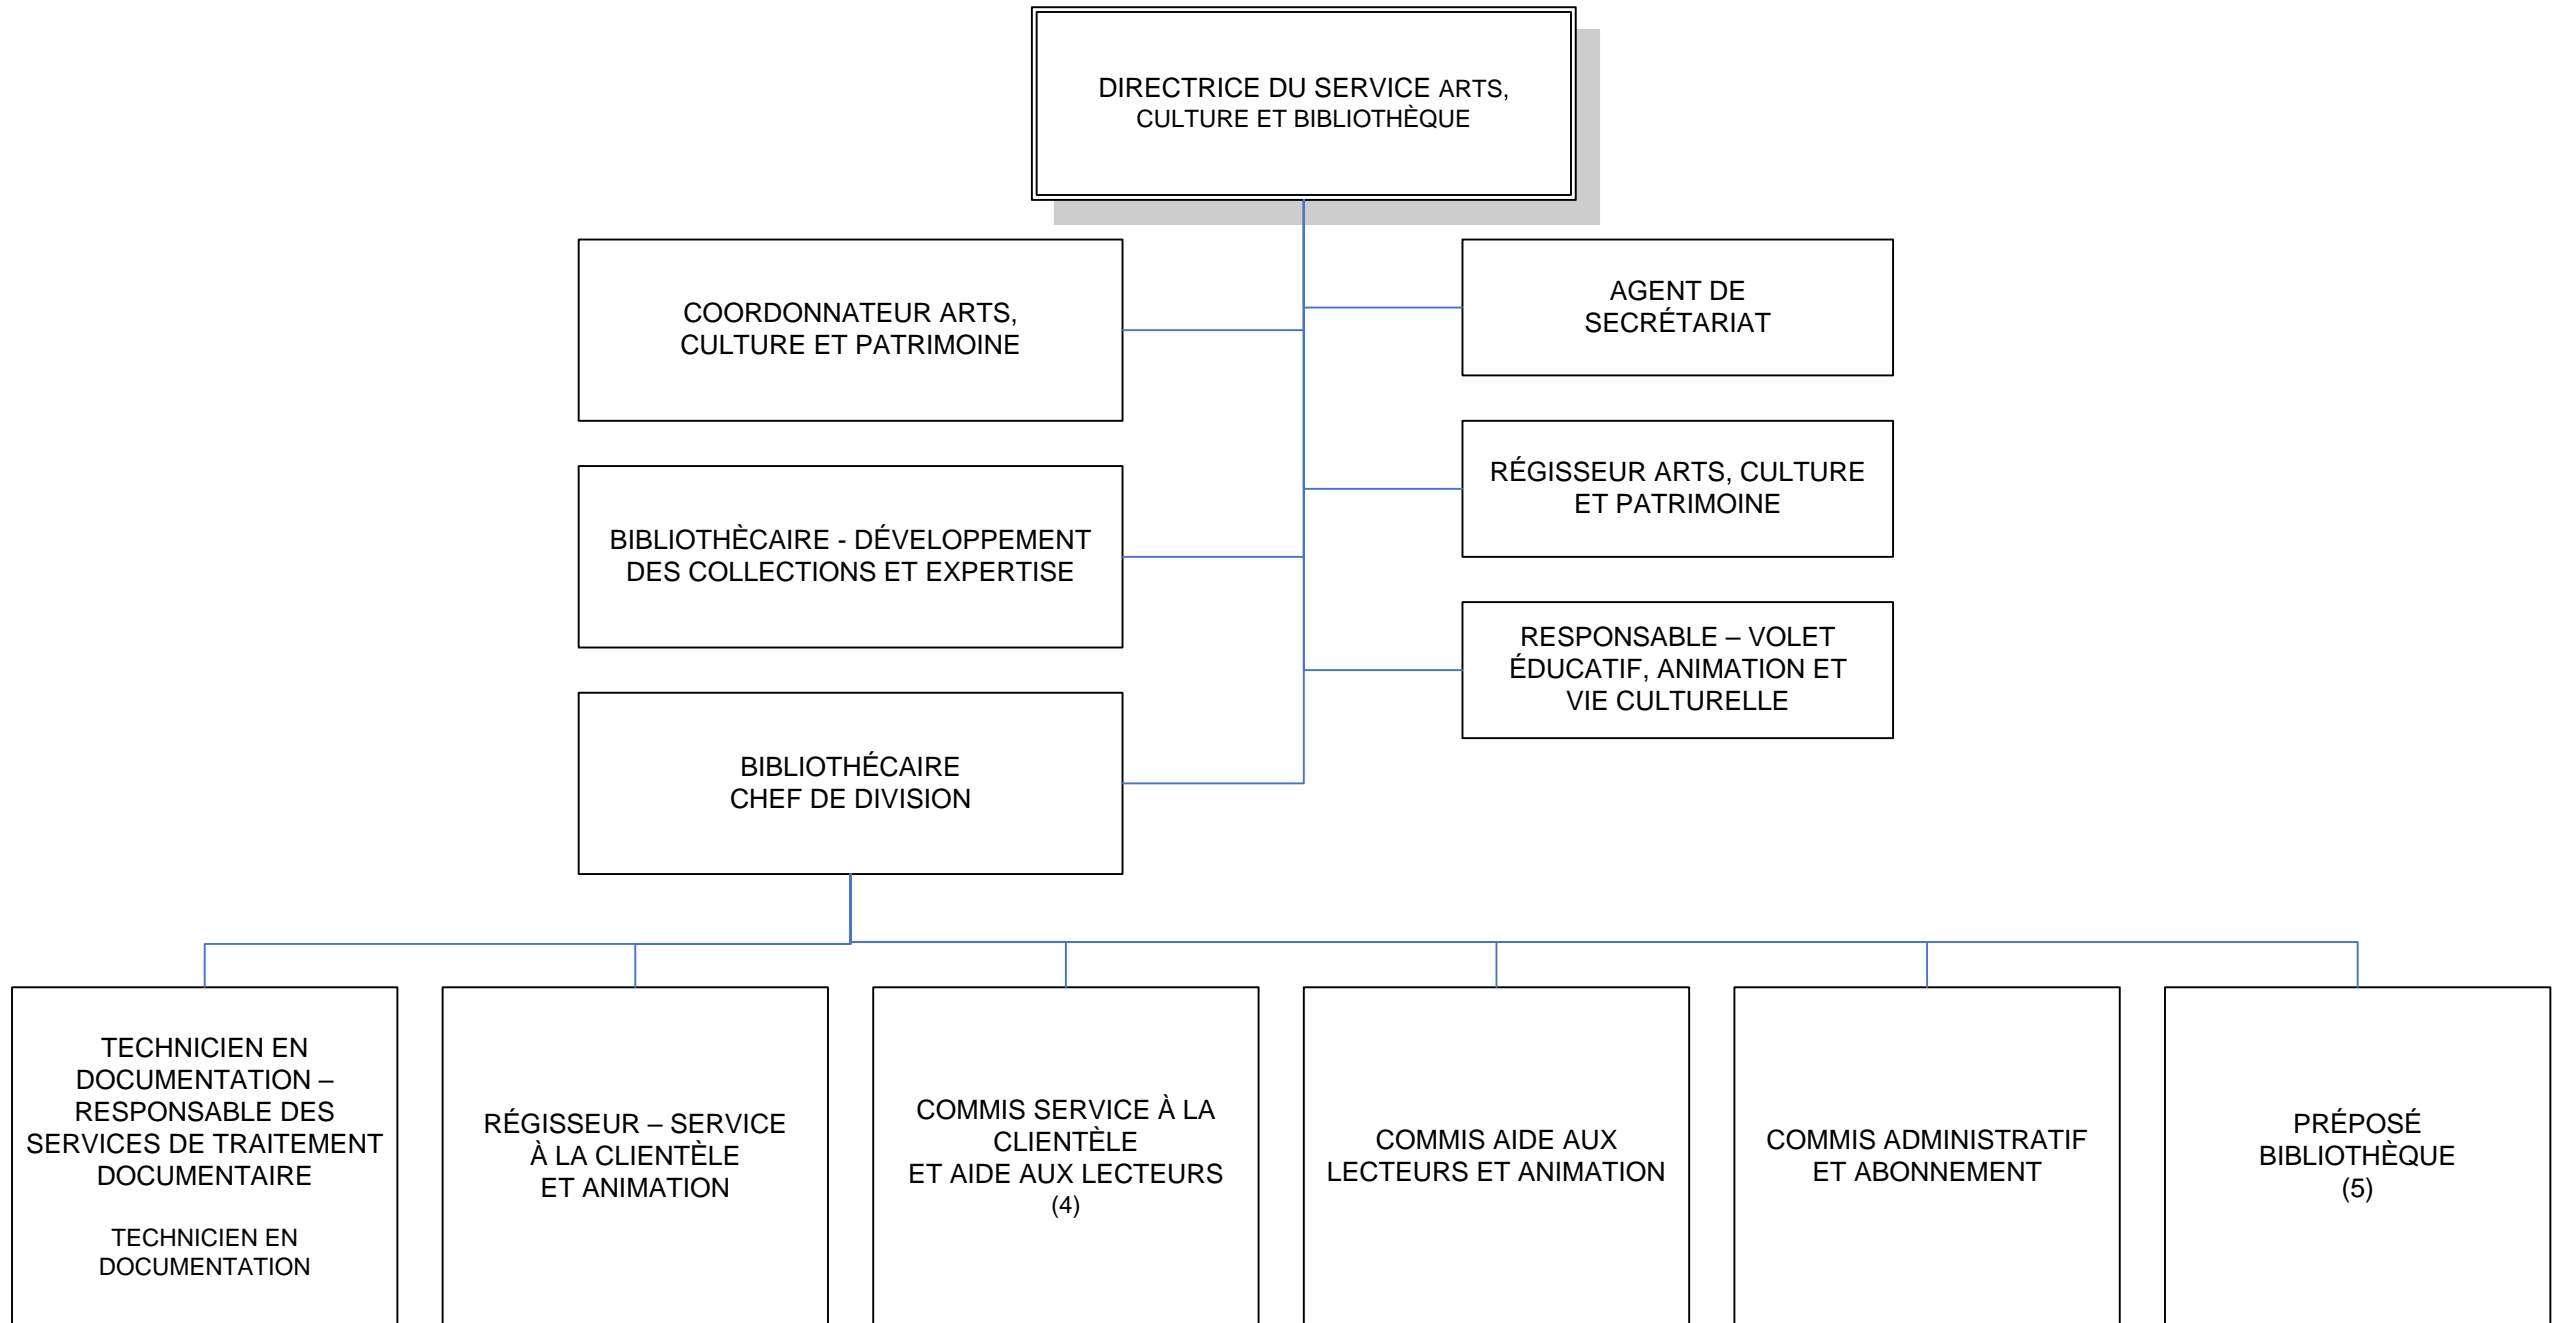 DIRECTRICE DU SERVICE ARTS,
CULTURE ET BIBLIOTHÈQUE
COORDONNATEUR ARTS,
CULTURE ET PATRIMOINE
AGENT DE
SECRÉTARIAT
BIBLIOTHÈCAIRE - DÉVELOPPEMENT
DES COLLECTIONS ET EXPERTISE
RÉGISSEUR ARTS, CULTURE
ET PATRIMOINE
BIBLIOTHÉCAIRE
CHEF DE DIVISION
RESPONSABLE – VOLET
ÉDUCATIF, ANIMATION ET
VIE CULTURELLE
TECHNICIEN EN
DOCUMENTATION –
RESPONSABLE DES
SERVICES DE TRAITEMENT
DOCUMENTAIRE
TECHNICIEN EN
DOCUMENTATION
RÉGISSEUR – SERVICE
À LA CLIENTÈLE
ET ANIMATION
COMMIS SERVICE À LA
CLIENTÈLE
ET AIDE AUX LECTEURS
(4)
COMMIS AIDE AUX
LECTEURS ET ANIMATION
COMMIS ADMINISTRATIF
ET ABONNEMENT
PRÉPOSÉ
BIBLIOTHÈQUE
(5)